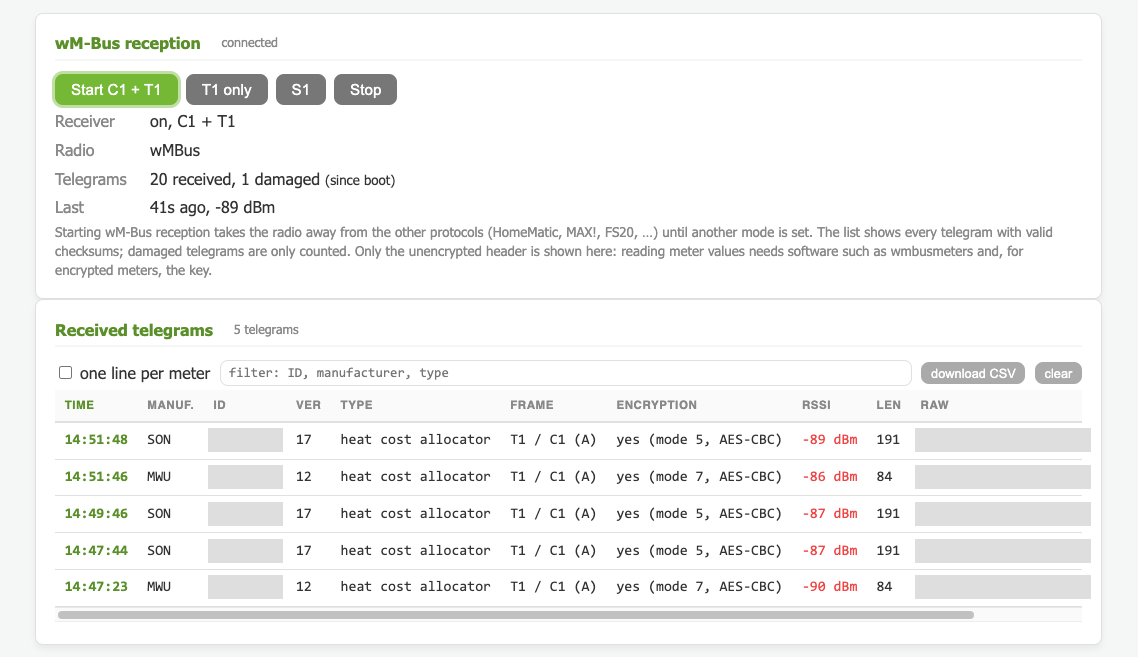 wM-Bus reception connected
Start C1 + T1 T1 only S1 Stop
Receiver on, C1 + T1
Radio wMBus
Telegrams 20 received, 1 damaged (since boot)
Last 41s ago, -89 dBm
Starting wM-Bus reception takes the radio away from the other protocols (HomeMatic, MAX!, FS20, ...) until another mode is set. The list shows every telegram with valid
checksums; damaged telegrams are only counted. Only the unencrypted header is shown here: reading meter values needs software such as wmbusmeters and, for
encrypted meters, the key.
Received telegrams 5 telegrams
one line per meter filter: ID, manufacturer, type download CSV clear
TIME MANUF. ID VER TYPE FRAME ENCRYPTION RSSI LEN RAW
14:51:48 SON 17 heat cost allocator T1 / C1 (A) yes (mode 5, AES-CBC) -89 dBm 191
14:51:46 MWU 12 heat cost allocator T1 / C1 (A) yes (mode 7, AES-CBC) -86 dBm 84
14:49:46 SON 17 heat cost allocator T1 / C1 (A) yes (mode 5, AES-CBC) -87 dBm 191
14:47:44 SON 17 heat cost allocator T1 / C1 (A) yes (mode 5, AES-CBC) -87 dBm 191
14:47:23 MWU 12 heat cost allocator T1 / C1 (A) yes (mode 7, AES-CBC) -90 dBm 84